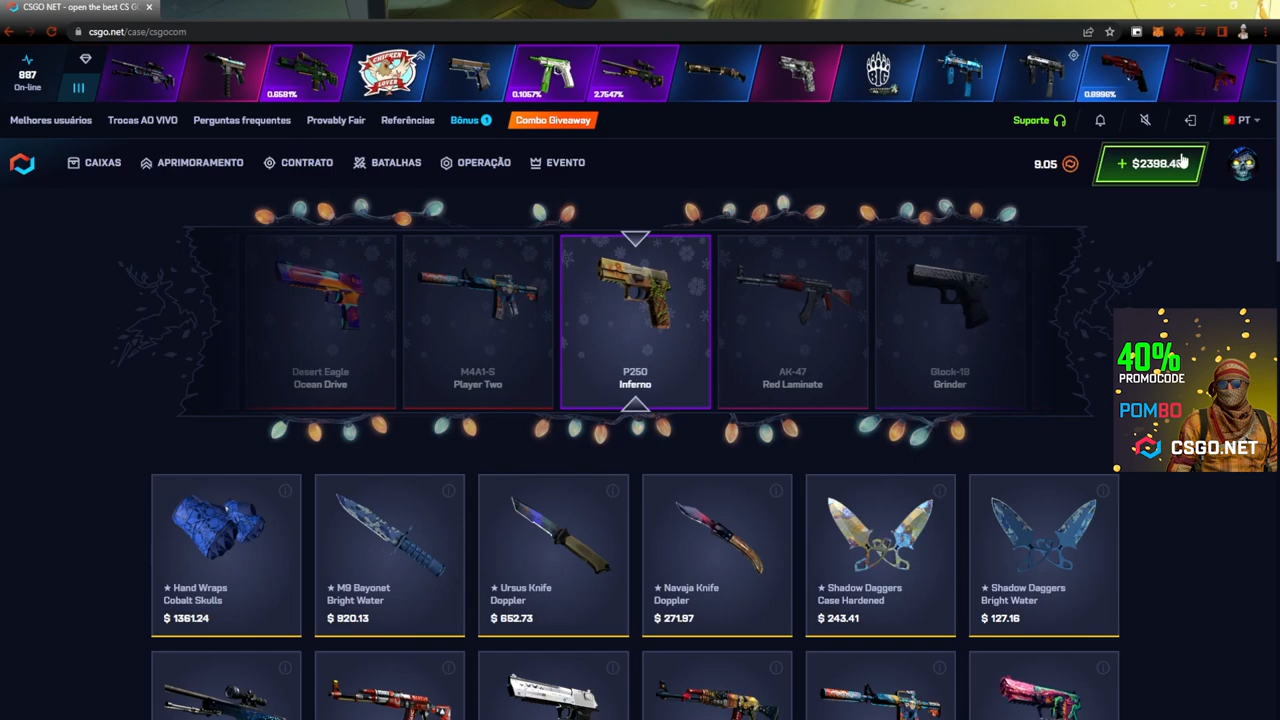 CSGO NET - open the best CS G
csgo.net/case/csgocom
887
On-line
0.6581%
CHICKEN LOVER
0.1057%
2.7547%
0.8996%
Melhores usuários
Trocas AO VIVO
Perguntas frequentes
Provably Fair
Referências
Bônus 1
Combo Giveaway
Suporte
PT
CAIXAS
APRIMORAMENTO
CONTRATO
BATALHAS
OPERAÇÃO
EVENTO
9.05
+ $2398.4
Desert Eagle
Ocean Drive
M4A1-S
Player Two
P250
Inferno
AK-47
Red Laminate
Glock-18
Grinder
40%
PROMOCODE
POMBO
CSGO.NET
★ Hand Wraps
Cobalt Skulls
$ 1361.24
★ M9 Bayonet
Bright Water
$ 920.13
★ Ursus Knife
Doppler
$ 652.73
★ Navaja Knife
Doppler
$ 271.97
★ Shadow Daggers
Case Hardened
$ 243.41
★ Shadow Daggers
Bright Water
$ 127.16